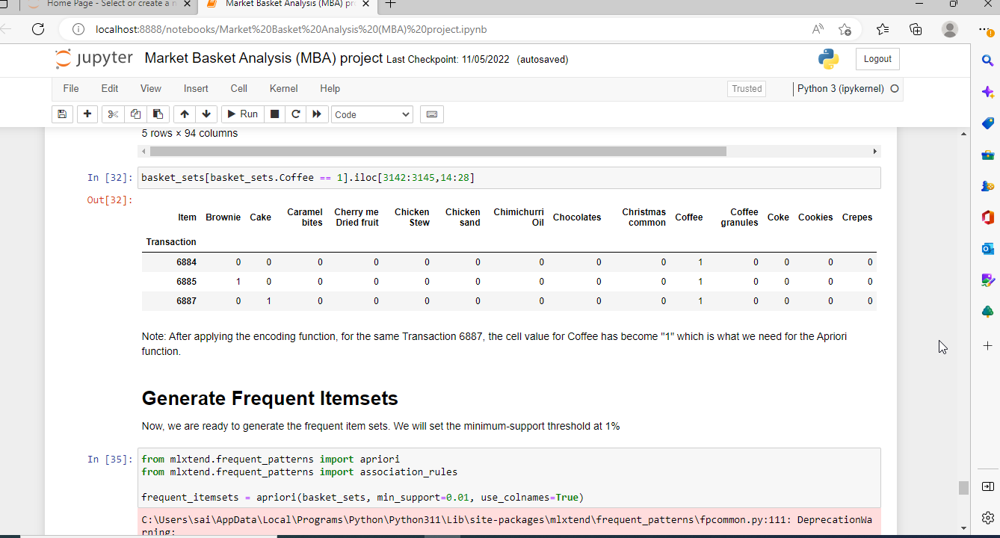 Home Page - Select or create a n
Market Basket Analysis (MBA) pr
localhost:8888/notebooks/Market%20Basket%20Analysis%20(MBA)%20project.ipynb
jupyter Market Basket Analysis (MBA) project Last Checkpoint: 11/05/2022 (autosaved)
Logout
File Edit View Insert Cell Kernel Help
Trusted
Python 3 (ipykernel)
Run
Code
5 rows × 94 columns
In [32]: basket_sets[basket_sets.Coffee == 1].iloc[3142:3145,14:28]
Out[32]:
Item Brownie Cake Caramel bites Cherry me Dried fruit Chicken Stew Chicken sand Chimichurri Oil Chocolates Christmas common Coffee Coffee granules Coke Cookies Crepes
Transaction
6884 0 0 0 0 0 0 0 0 0 1 0 0 0 0
6885 1 0 0 0 0 0 0 0 0 1 0 0 0 0
6887 0 1 0 0 0 0 0 0 0 1 0 0 0 0
Note: After applying the encoding function, for the same Transaction 6887, the cell value for Coffee has become "1" which is what we need for the Apriori
function.
Generate Frequent Itemsets
Now, we are ready to generate the frequent item sets. We will set the minimum-support threshold at 1%
In [35]: from mlxtend.frequent_patterns import apriori
from mlxtend.frequent_patterns import association_rules
frequent_itemsets = apriori(basket_sets, min_support=0.01, use_colnames=True)
C:\Users\sai\AppData\Local\Programs\Python\Python311\Lib\site-packages\mlxtend\frequent_patterns\fpcommon.py:111: DeprecationWa
rning: